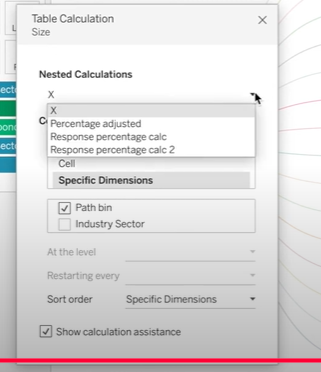 Table Calculation
Size
Nested Calculations
X
X
Percentage adjusted
Response percentage calc
Response percentage calc 2
Cell
Specific Dimensions
Path bin
Industry Sector
At the level
Restarting every
Sort order Specific Dimensions
Show calculation assistance